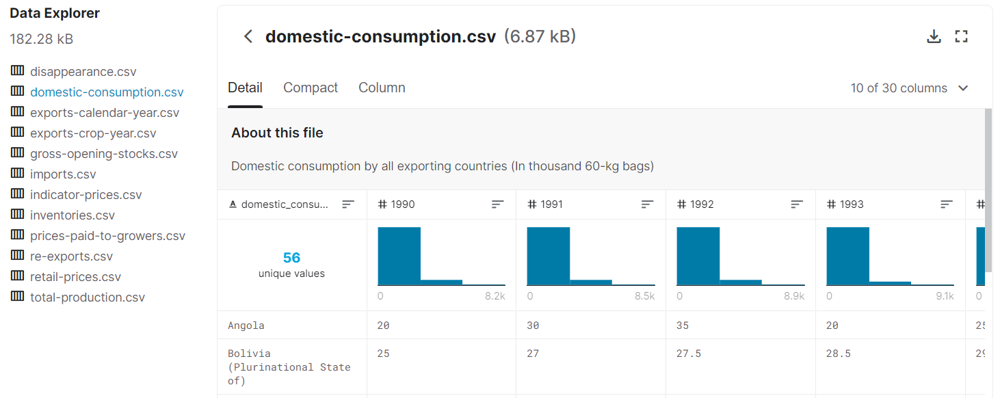 Data Explorer
182.28 kB
disappearance.csv
domestic-consumption.csv
exports-calendar-year.csv
exports-crop-year.csv
gross-opening-stocks.csv
imports.csv
indicator-prices.csv
inventories.csv
prices-paid-to-growers.csv
re-exports.csv
retail-prices.csv
total-production.csv
domestic-consumption.csv (6.87 kB)
Detail Compact Column 10 of 30 columns
About this file
Domestic consumption by all exporting countries (In thousand 60-kg bags)
A domestic_consu... # 1990 # 1991 # 1992 # 1993 #
56
unique values
0 8.2k 0 8.5k 0 8.9k 0 9.1k 0
Angola 20 30 35 20
Bolivia 25 27 27.5 28.5
(Plurinational State
of)